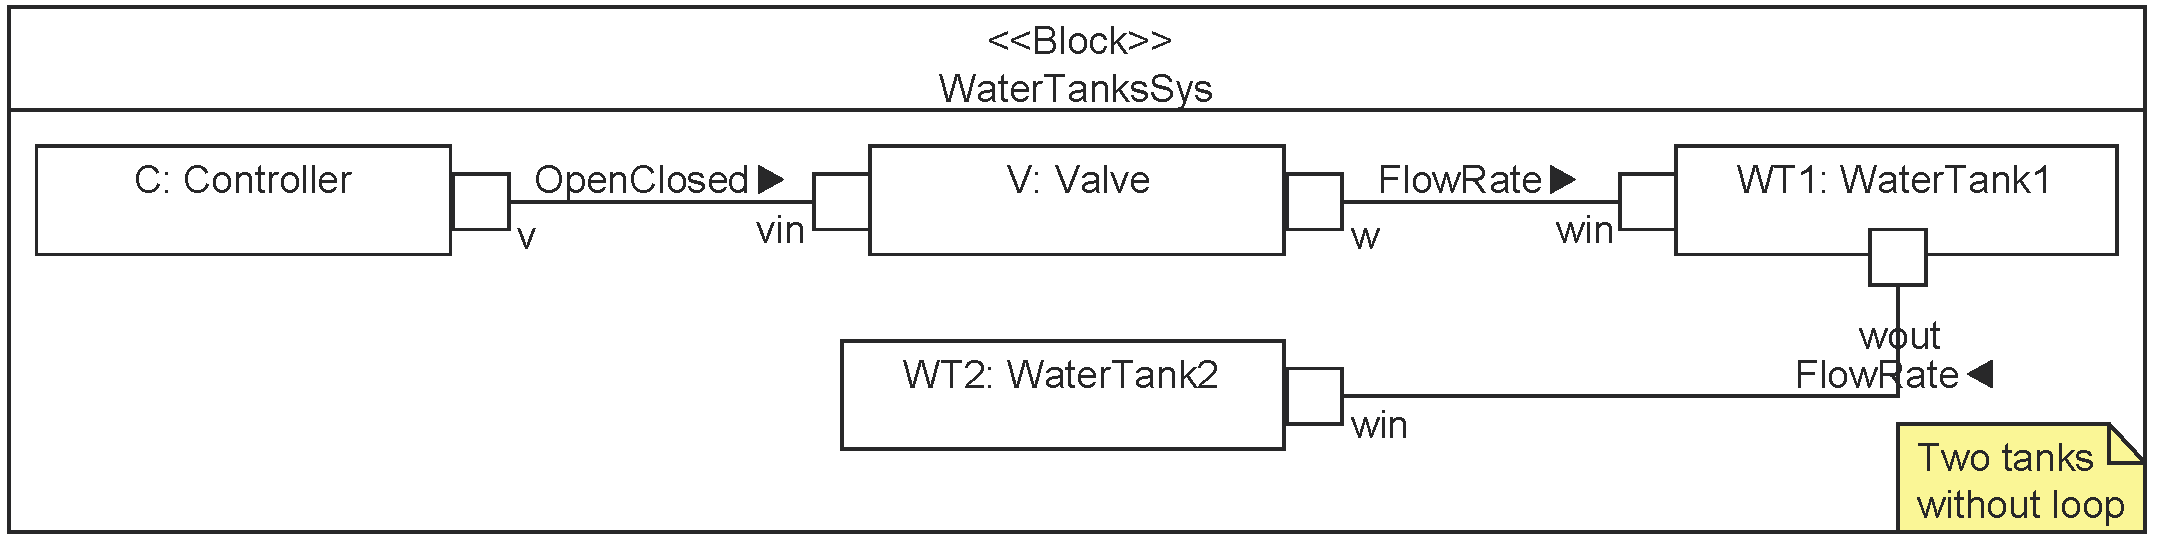 <<Block>>
WaterTanksSys
C: Controller
OpenClosed
V: Valve
FlowRate
WT1: WaterTank1
v
vin
w
win
wout
WT2: WaterTank2
FlowRate
win
Two tanks
without loop